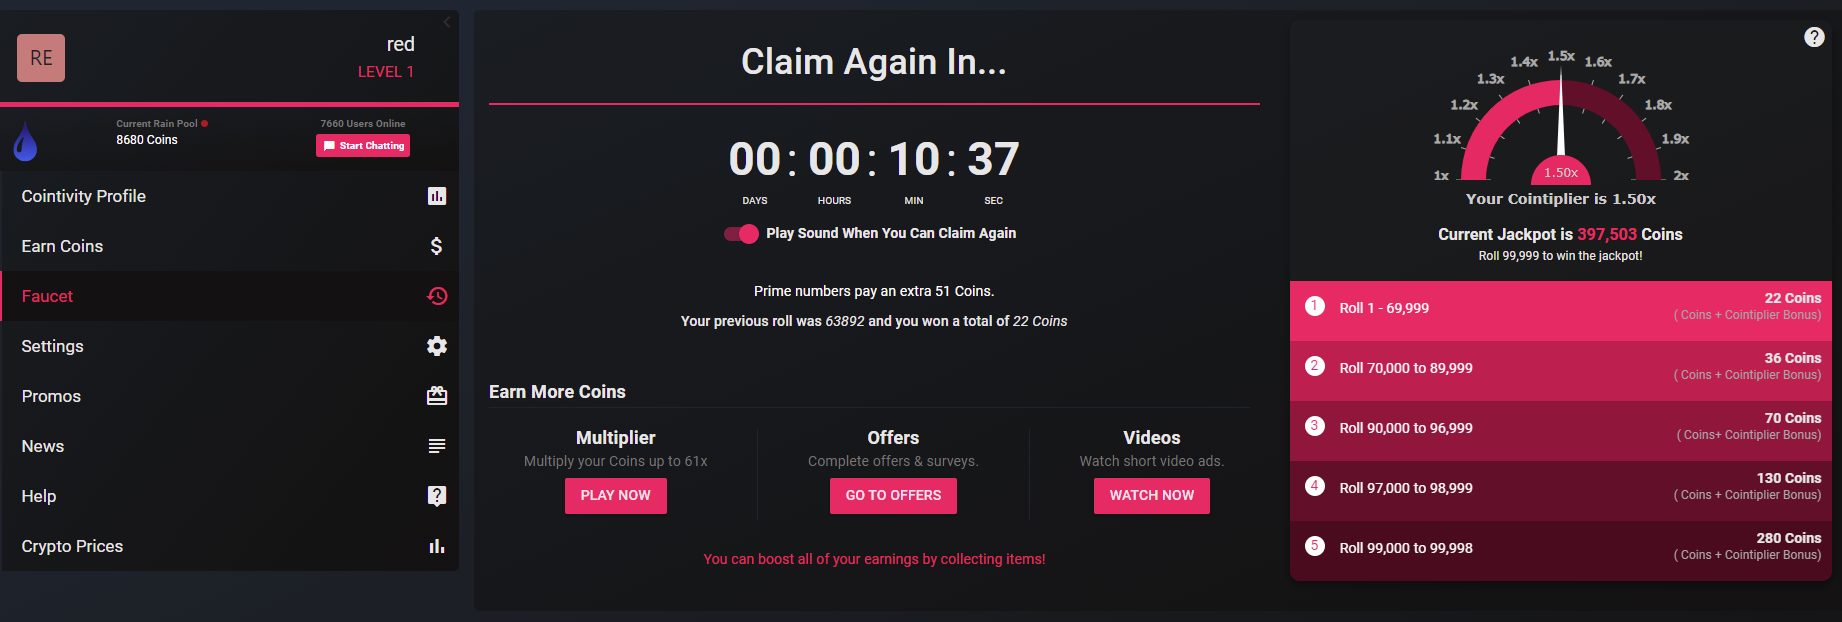 RE
red
LEVEL 1
Current Rain Pool
8680 Coins
7660 Users Online
Start Chatting
Cointivity Profile
Earn Coins
$
Faucet
Settings
Promos
News
Help
?
Crypto Prices
Claim Again In...
00 : 00 : 10 : 37
DAYS HOURS MIN SEC
Play Sound When You Can Claim Again
Prime numbers pay an extra 51 Coins.
Your previous roll was 63892 and you won a total of 22 Coins
Earn More Coins
Multiplier
Multiply your Coins up to 61x
PLAY NOW
Offers
Complete offers & surveys.
GO TO OFFERS
Videos
Watch short video ads.
WATCH NOW
You can boost all of your earnings by collecting items!
?
1x
1.1x
1.2x
1.3x
1.4x
1.5x
1.6x
1.7x
1.8x
1.9x
2x
1.50x
Your Cointiplier is 1.50x
Current Jackpot is 397,503 Coins
Roll 99,999 to win the jackpot!
1 Roll 1 - 69,999 22 Coins
( Coins + Cointiplier Bonus)
2 Roll 70,000 to 89,999 36 Coins
( Coins + Cointiplier Bonus)
3 Roll 90,000 to 96,999 70 Coins
( Coins+ Cointiplier Bonus)
4 Roll 97,000 to 98,999 130 Coins
( Coins + Cointiplier Bonus)
5 Roll 99,000 to 99,998 280 Coins
( Coins + Cointiplier Bonus)